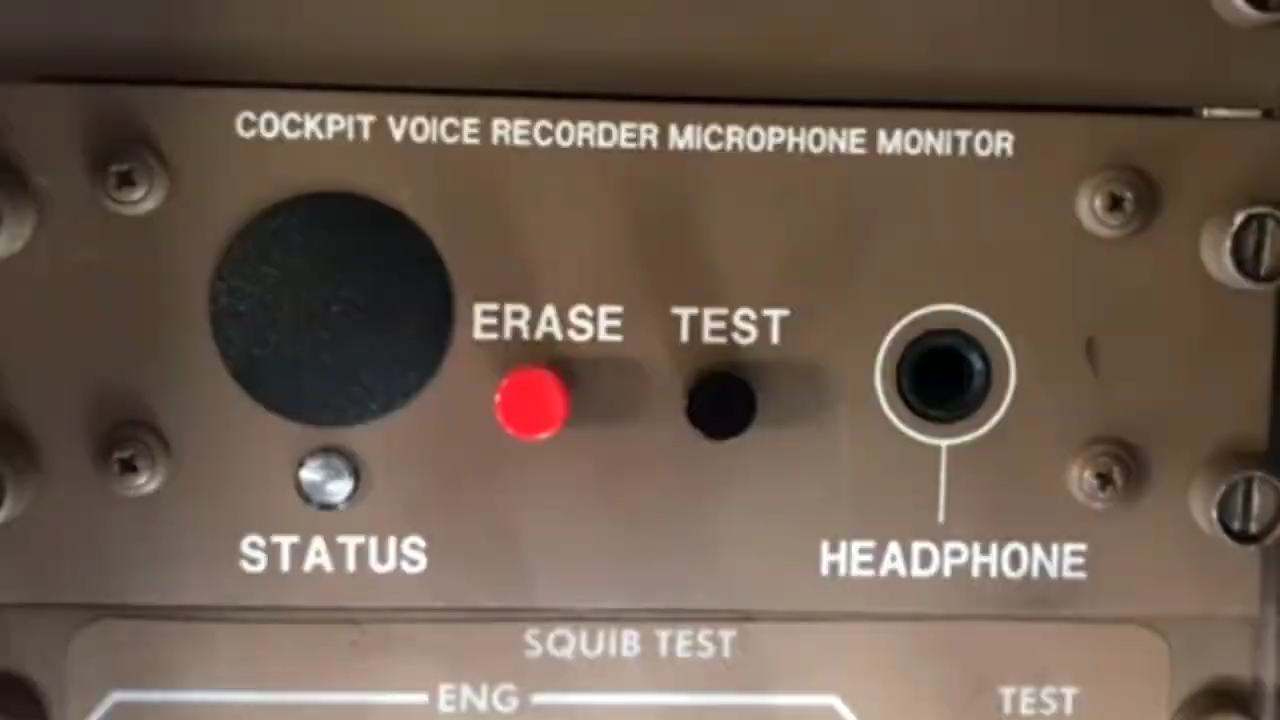 COCKPIT VOICE RECORDER MICROPHONE MONITOR
ERASE TEST
STATUS
HEADPHONE
SQUIB TEST
ENG
TEST